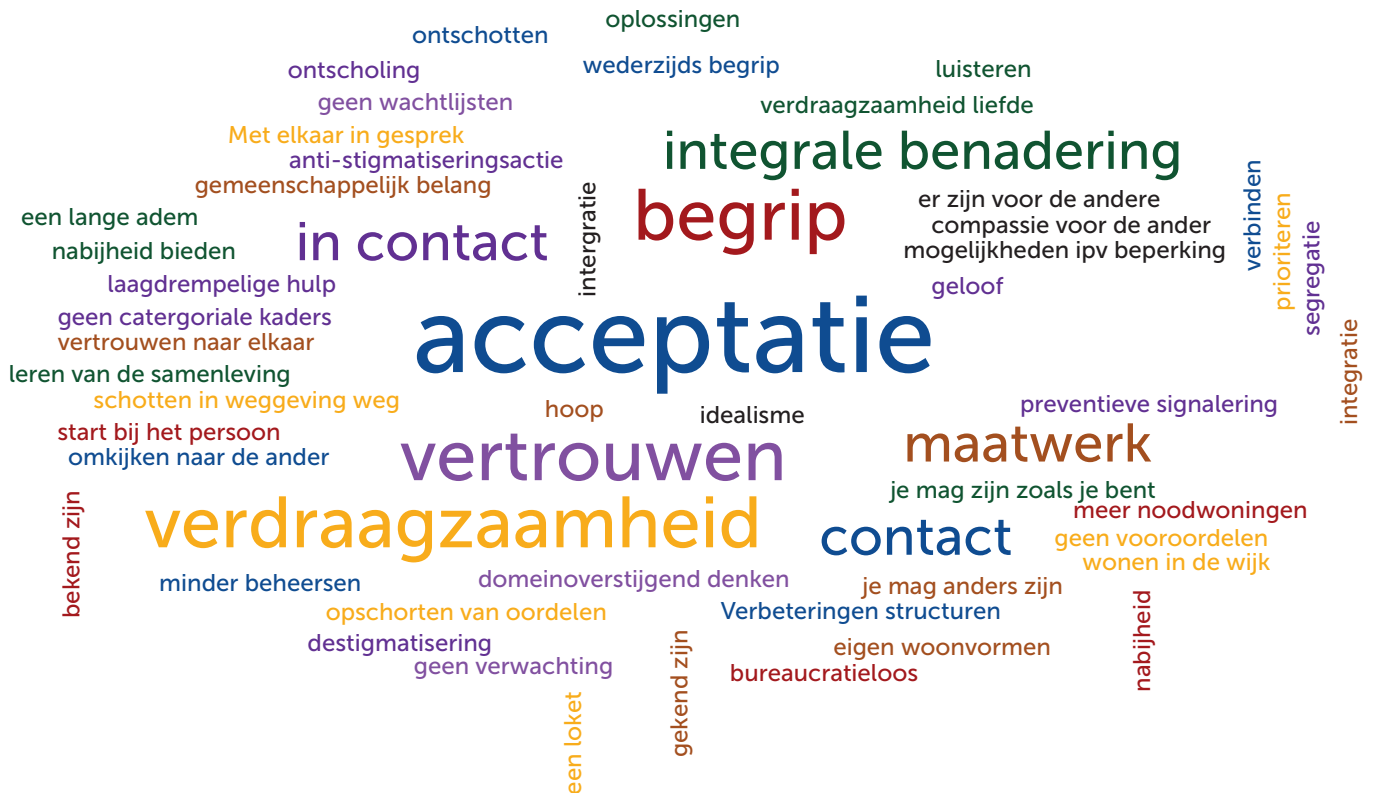 oplossingen
ontschotten
wederzijds begrip
ontscholing
luisteren
geen wachtlijsten
verdraagzaamheid liefde
Met elkaar in gesprek
integrale benadering
anti-stigmatiseringsactie
gemeenschappelijk belang
er zijn voor de andere
een lange adem
begrip
compassie voor de ander
verbinden
in contact
intergratie
prioriteren
nabijheid bieden
mogelijkheden ipv beperking
segregatie
laagdrempelige hulp
geloof
geen catergoriale kaders
acceptatie
vertrouwen naar elkaar
integratie
leren van de samenleving
schotten in weggeving weg
hoop
idealisme
preventieve signalering
start bij het persoon
vertrouwen
maatwerk
omkijken naar de ander
je mag zijn zoals je bent
meer noodwoningen
bekend zijn
verdraagzaamheid
contact
geen vooroordelen
wonen in de wijk
minder beheersen
domeinoverstijgend denken
je mag anders zijn
opschorten van oordelen
Verbeteringen structuren
destigmatisering
eigen woonvormen
nabijheid
geen verwachting
bureaucratieloos
gekend zijn
een loket